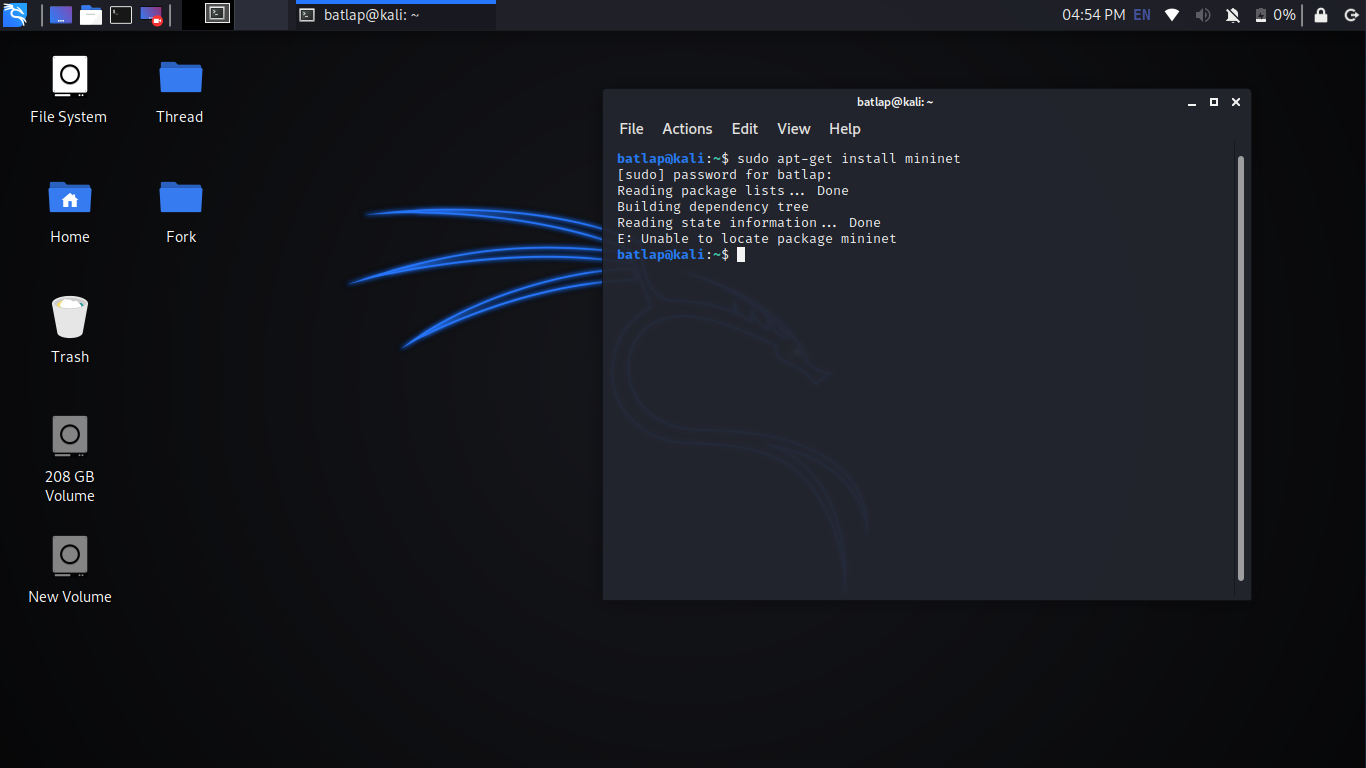 batlap@kali: ~
04:54 PM EN 0%
File System
Thread
Home
Fork
Trash
208 GB
Volume
New Volume
batlap@kali: ~
File Actions Edit View Help
batlap@kali:~$ sudo apt-get install mininet
[sudo] password for batlap:
Reading package lists... Done
Building dependency tree
Reading state information... Done
E: Unable to locate package mininet
batlap@kali:~$